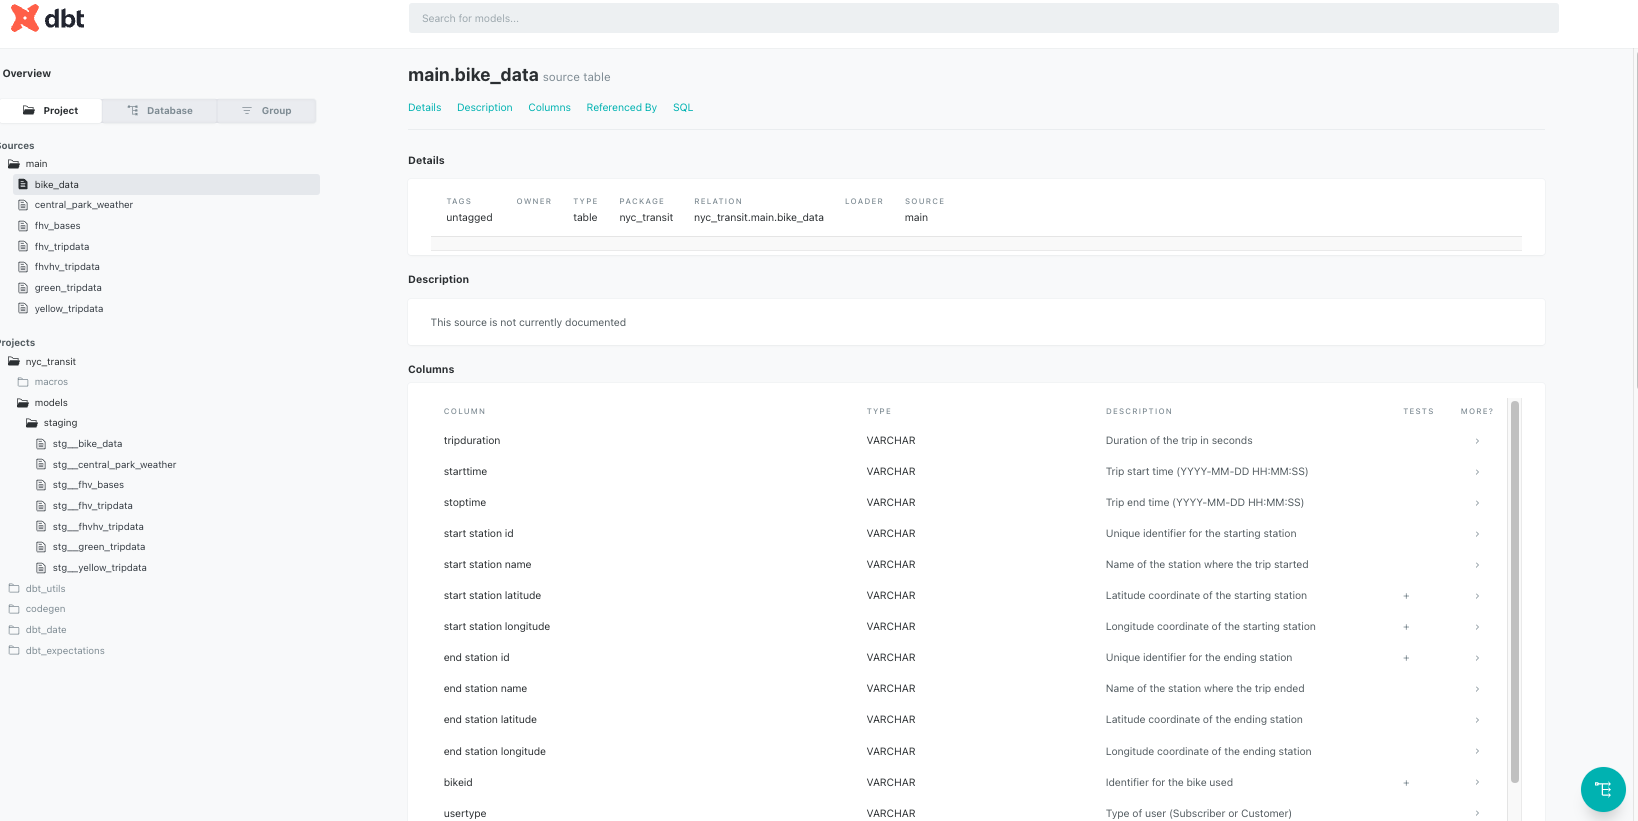 dbt
Search for models...
Overview
Project Database Group
ources
main
bike_data
central_park_weather
fhv_bases
fhv_tripdata
fhvhv_tripdata
green_tripdata
yellow_tripdata
rojects
nyc_transit
macros
models
staging
stg__bike_data
stg__central_park_weather
stg__fhv_bases
stg__fhv_tripdata
stg__fhvhv_tripdata
stg__green_tripdata
stg__yellow_tripdata
dbt_utils
codegen
dbt_date
dbt_expectations
main.bike_data source table
Details Description Columns Referenced By SQL
Details
TAGS OWNER TYPE PACKAGE RELATION LOADER SOURCE
untagged table nyc_transit nyc_transit.main.bike_data main
Description
This source is not currently documented
Columns
COLUMN TYPE DESCRIPTION TESTS MORE?
tripduration VARCHAR Duration of the trip in seconds >
starttime VARCHAR Trip start time (YYYY-MM-DD HH:MM:SS) >
stoptime VARCHAR Trip end time (YYYY-MM-DD HH:MM:SS) >
start station id VARCHAR Unique identifier for the starting station >
start station name VARCHAR Name of the station where the trip started >
start station latitude VARCHAR Latitude coordinate of the starting station + >
start station longitude VARCHAR Longitude coordinate of the starting station + >
end station id VARCHAR Unique identifier for the ending station + >
end station name VARCHAR Name of the station where the trip ended >
end station latitude VARCHAR Latitude coordinate of the ending station >
end station longitude VARCHAR Longitude coordinate of the ending station >
bikeid VARCHAR Identifier for the bike used + >
usertype VARCHAR Type of user (Subscriber or Customer) >